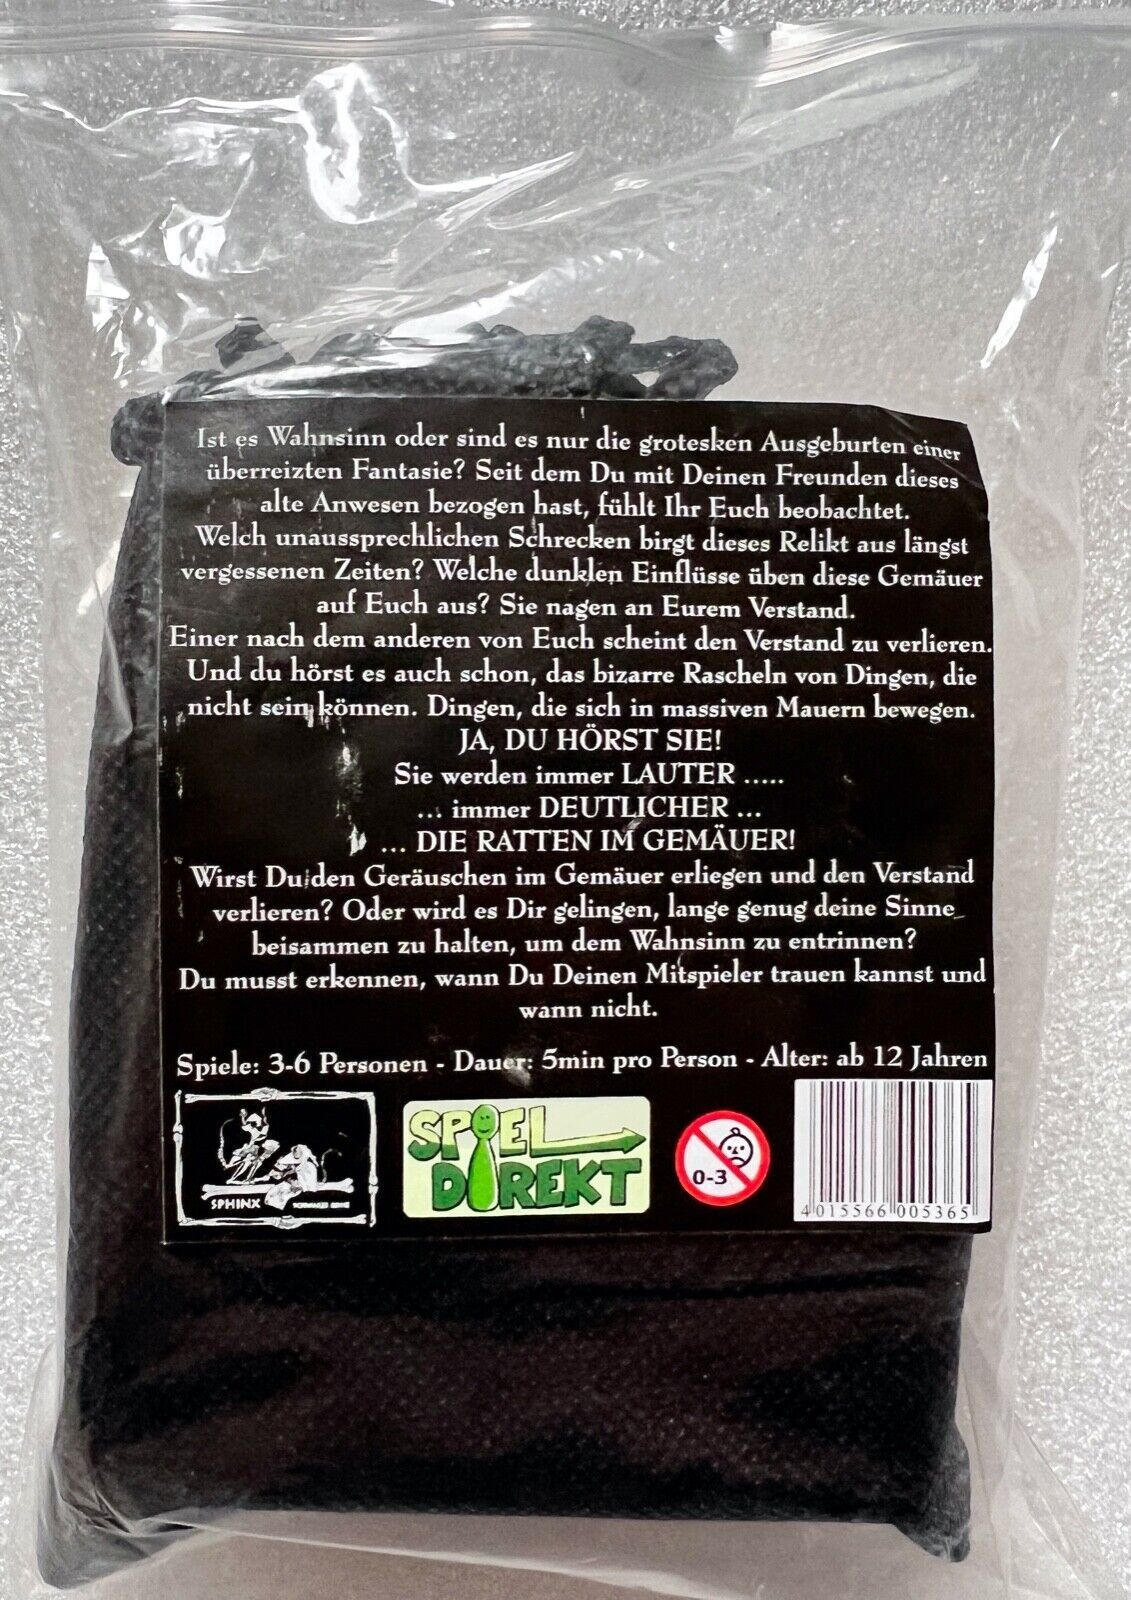 Ist es Wahnsinn oder sind es nur die grotesken Ausgeburten einer
überreizten Fantasie? Seit dem Du mit Deinen Freunden dieses
alte Anwesen bezogen hast, fühlt Ihr Euch beobachtet.
Welch unaussprechlichen Schrecken birgt dieses Relikt aus längst
vergessenen Zeiten? Welche dunklen Einflüsse üben diese Gemäuer
auf Euch aus? Sie nagen an Eurem Verstand.
Einer nach dem anderen von Euch scheint den Verstand zu verlieren.
Und du hörst es auch schon, das bizarre Rascheln von Dingen, die
nicht sein können. Dingen, die sich in massiven Mauern bewegen.
JA, DU HÖRST SIE!
Sie werden immer LAUTER .....
... immer DEUTLICHER ...
... DIE RATTEN IM GEMÄUER!
Wirst Du den Geräuschen im Gemäuer erliegen und den Verstand
verlieren? Oder wird es Dir gelingen, lange genug deine Sinne
beisammen zu halten, um dem Wahnsinn zu entrinnen?
Du musst erkennen, wann Du Deinen Mitspieler trauen kannst und
wann nicht.
Spiele: 3-6 Personen - Dauer: 5min pro Person - Alter: ab 12 Jahren
SPHINX
SPIEL
DIREKT
0-3
4 015566 005365